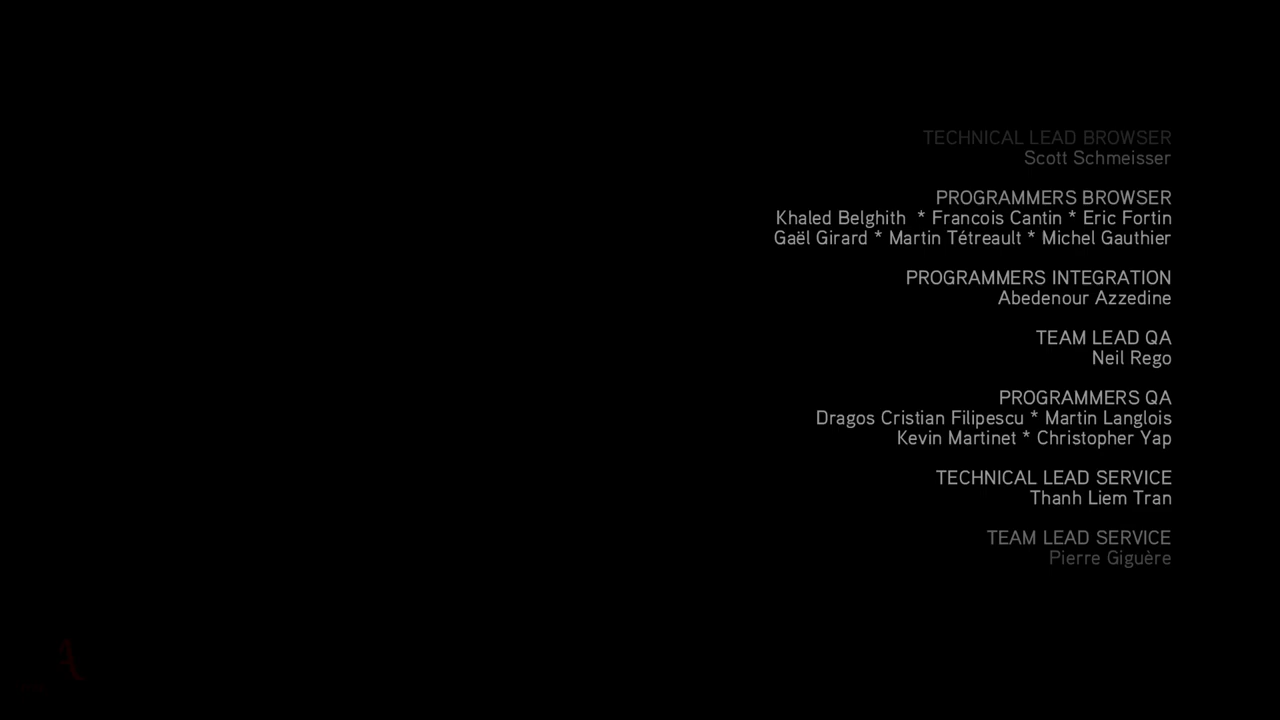 TECHNICAL LEAD BROWSER
Scott Schmeisser
PROGRAMMERS BROWSER
Khaled Belghith * Francois Cantin * Eric Fortin
Gaël Girard * Martin Tétreault * Michel Gauthier
PROGRAMMERS INTEGRATION
Abedenour Azzedine
TEAM LEAD QA
Neil Rego
PROGRAMMERS QA
Dragos Cristian Filipescu * Martin Langlois
Kevin Martinet * Christopher Yap
TECHNICAL LEAD SERVICE
Thanh Liem Tran
TEAM LEAD SERVICE
Pierre Giguère